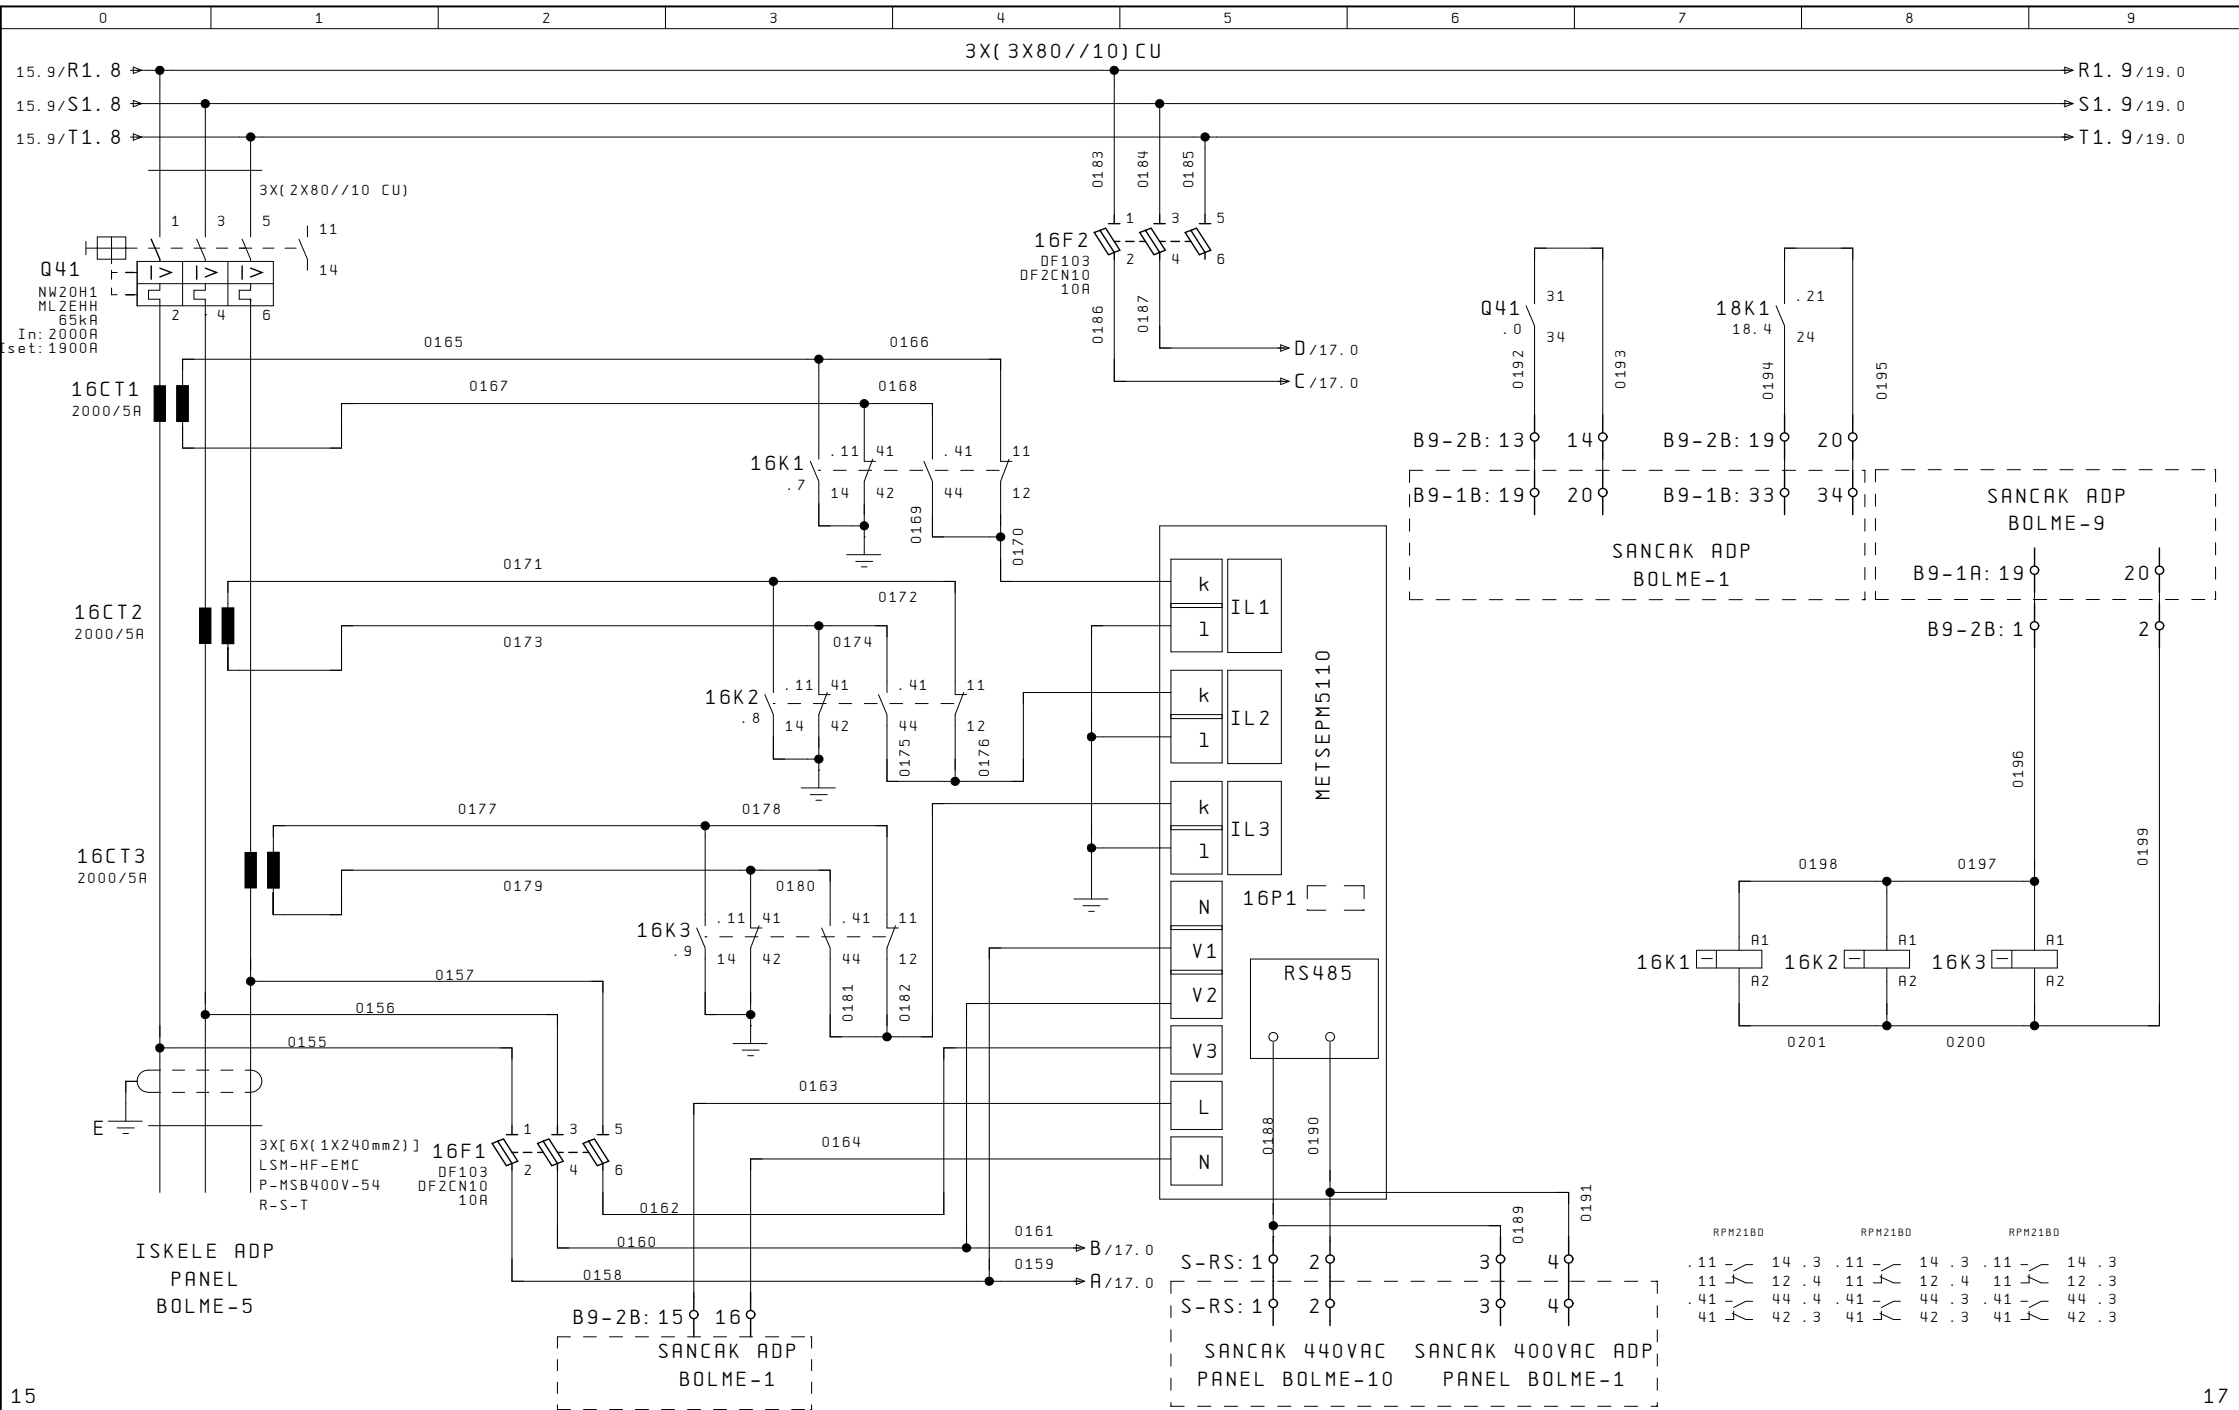 0 1 2 3 4 5 6 7 8 9
3X(3X80//10)CU
15.9/R1.8 R1.9/19.0
15.9/S1.8 S1.9/19.0
15.9/T1.8 T1.9/19.0
3X(2X80//10 CU)
0183 0184 0185
1 3 5 11
14
Q41
NW20H1
ML2EHH
65kA
In:2000A
Iset:1900A
I> I> I>
2 4 6
16F2
DF103
DF2CN10
10A
1 3 5
2 4 6
0186 0187
D/17.0
C/17.0
Q41
.0
31
34
0192 0193
18K1
18.4
.21
24
0194 0195
B9-2B:13 14 B9-2B:19 20
B9-1B:19 20 B9-1B:33 34
SANCAK ADP
BOLME-1
SANCAK ADP
BOLME-9
B9-1A:19 20
B9-2B:1 2
0165 0166
16CT1
2000/5A
0167 0168
16K1
.7
.11 41 .41 11
14 42 44 12
0169 0170
0171 0172
16CT2
2000/5A
0173 0174
16K2
.8
.11 41 .41 11
14 42 44 12
0175 0176
0177 0178
16CT3
2000/5A
0179 0180
16K3
.9
.11 41 .41 11
14 42 44 12
0181 0182
k
l
IL1
k
l
IL2
k
l
IL3
METSEPM5110
16P1
N
V1
V2
V3
L
N
RS485
0188 0190
0196 0199
0198 0197
16K1 A1 A2
16K2 A1 A2
16K3 A1 A2
0201 0200
0157
0156
0155
0163
0164
E
3X[6X(1X240mm2)]
LSM-HF-EMC
P-MSB400V-54
R-S-T
16F1
DF103
DF2CN10
10A
1 3 5
2 4 6
0162
0160 0161
0158 0159
B/17.0
A/17.0
ISKELE ADP
PANEL
BOLME-5
B9-2B:15 16
SANCAK ADP
BOLME-1
0189 0191
S-RS:1 2 3 4
S-RS:1 2 3 4
SANCAK 440VAC
PANEL BOLME-10
SANCAK 400VAC ADP
PANEL BOLME-1
RPM21BD RPM21BD RPM21BD
.11 14 .3 .11 14 .3 .11 14 .3
11 12 .4 11 12 .4 11 12 .3
.41 44 .4 .41 44 .3 .41 44 .3
41 42 .3 41 42 .3 41 42 .3
15 17